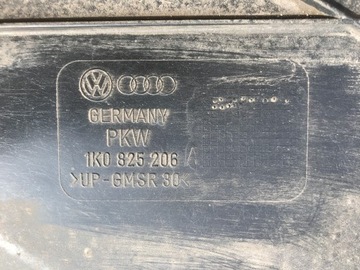 GERMANY
PKW
1K0 825 206 A
>UP-GMSR 30<